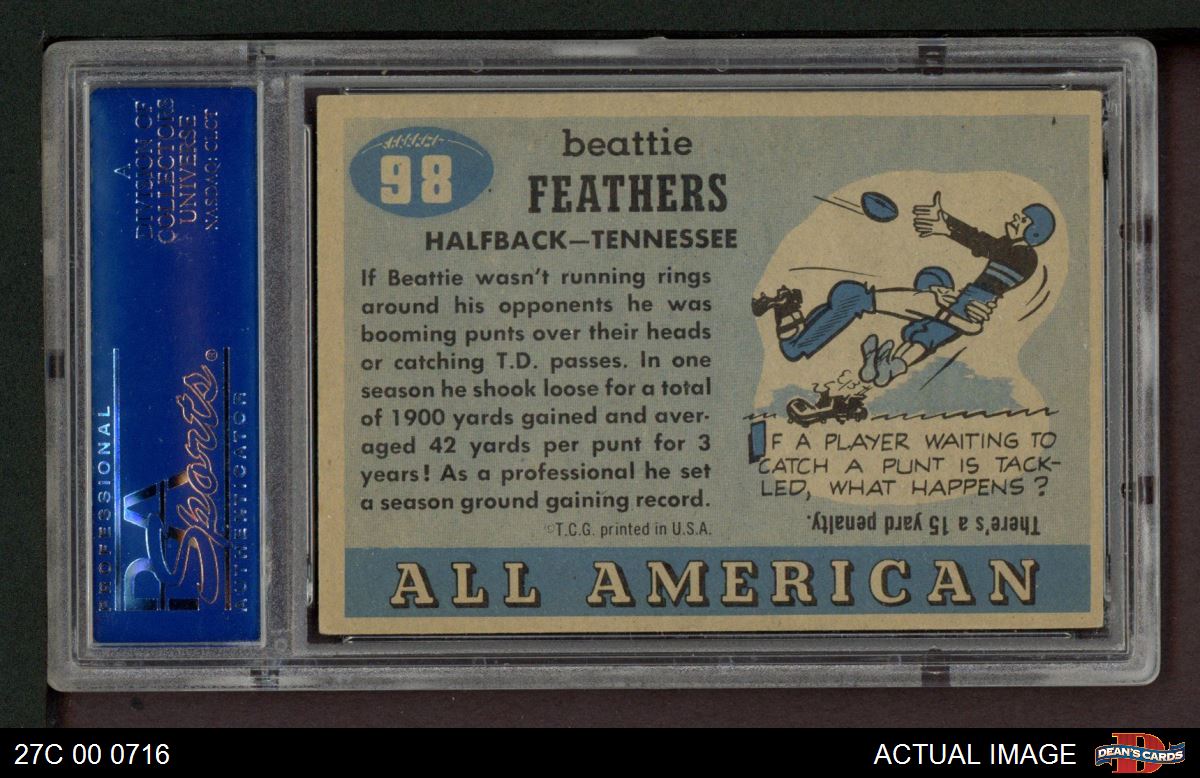 A
DIVISION OF
COLLECTORS
UNIVERSE
NASDAQ: CLCT
PROFESSIONAL
PSA
Sports®
AUTHENTICATOR
98
beattie
FEATHERS
HALFBACK—TENNESSEE
If Beattie wasn't running rings
around his opponents he was
booming punts over their heads
or catching T.D. passes. In one
season he shook loose for a total
of 1900 yards gained and aver-
aged 42 yards per punt for 3
years! As a professional he set
a season ground gaining record.
©T.C.G. printed in U.S.A.
IF A PLAYER WAITING TO
CATCH A PUNT IS TACK-
LED, WHAT HAPPENS?
There's a 15 yard penalty.
ALL AMERICAN
27C 00 0716
ACTUAL IMAGE
DEAN'S CARDS